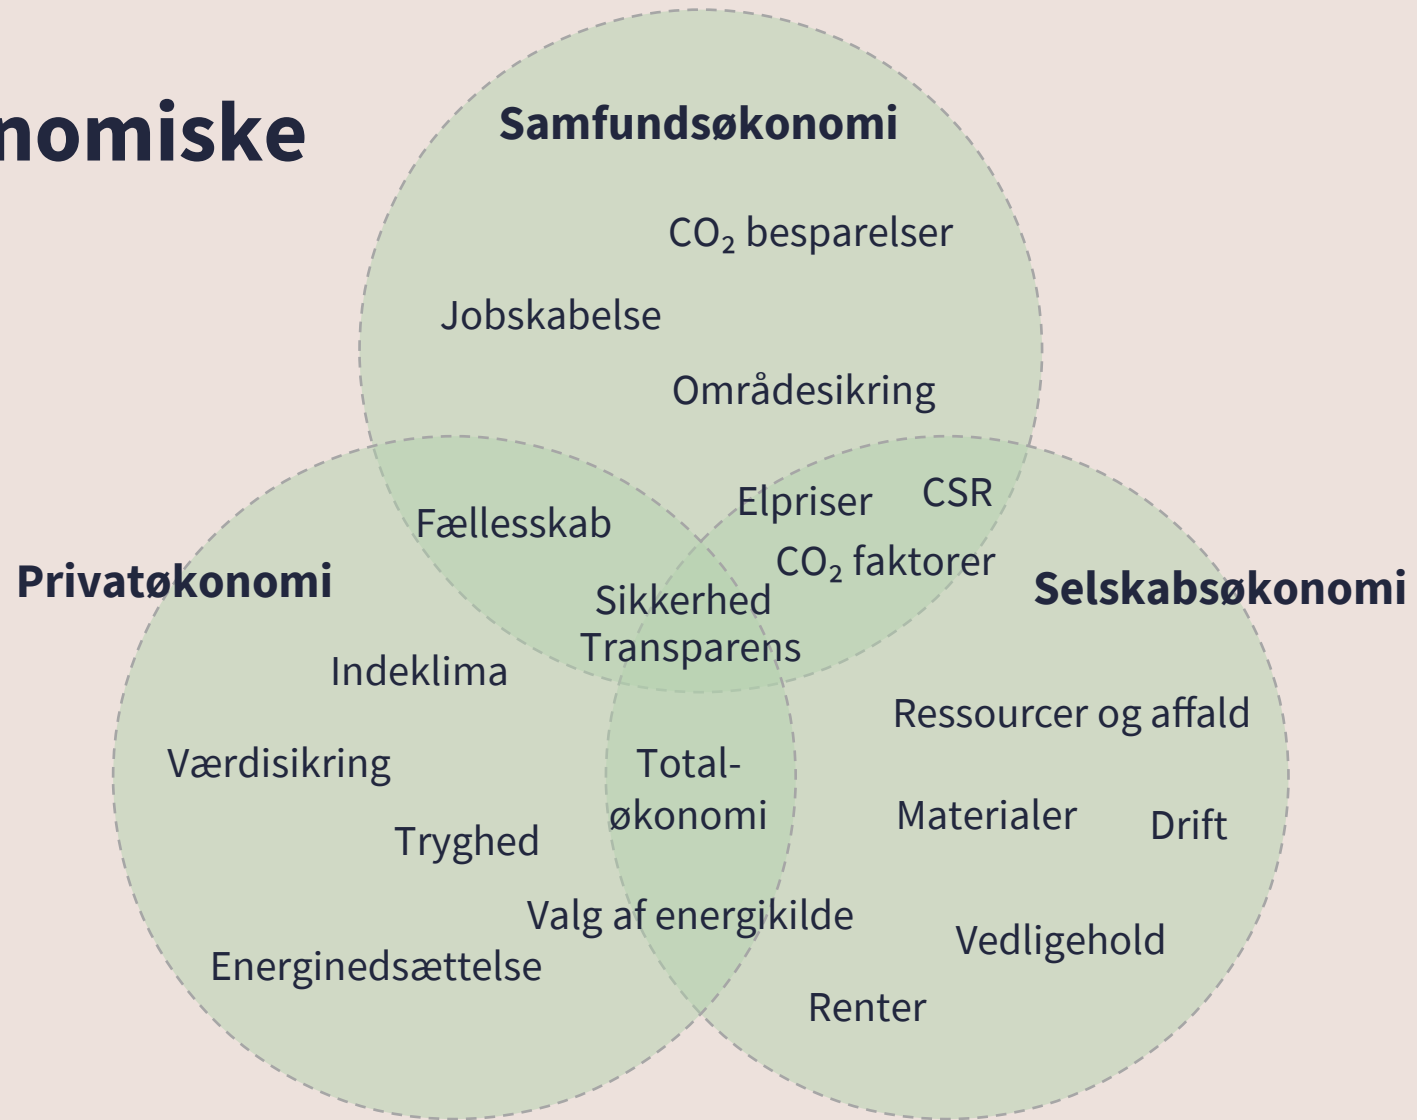 nomiske
Samfundsøkonomi
CO₂ besparelser
Jobskabelse
Områdesikring
Elpriser
CSR
Fællesskab
CO₂ faktorer
Privatøkonomi
Selskabsøkonomi
Sikkerhed
Transparens
Indeklima
Ressourcer og affald
Værdisikring
Total-
økonomi
Materialer
Drift
Tryghed
Valg af energikilde
Vedligehold
Energinedsættelse
Renter